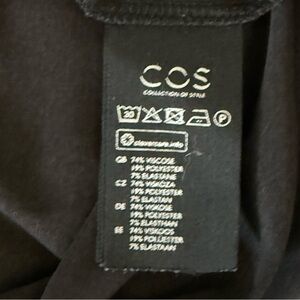 COS
COLLECTION OF STYLE
30 P
clevercare.info
GB 74% VISCOSE
19% POLYESTER
7% ELASTANE
CZ 74% VISKÓZA
19% POLYESTER
7% ELASTAN
DE 74% VISKOSE
19% POLYESTER
7% ELASTHAN
EE 74% VISKOOS
19% POLÜESTER
7% ELASTAAN